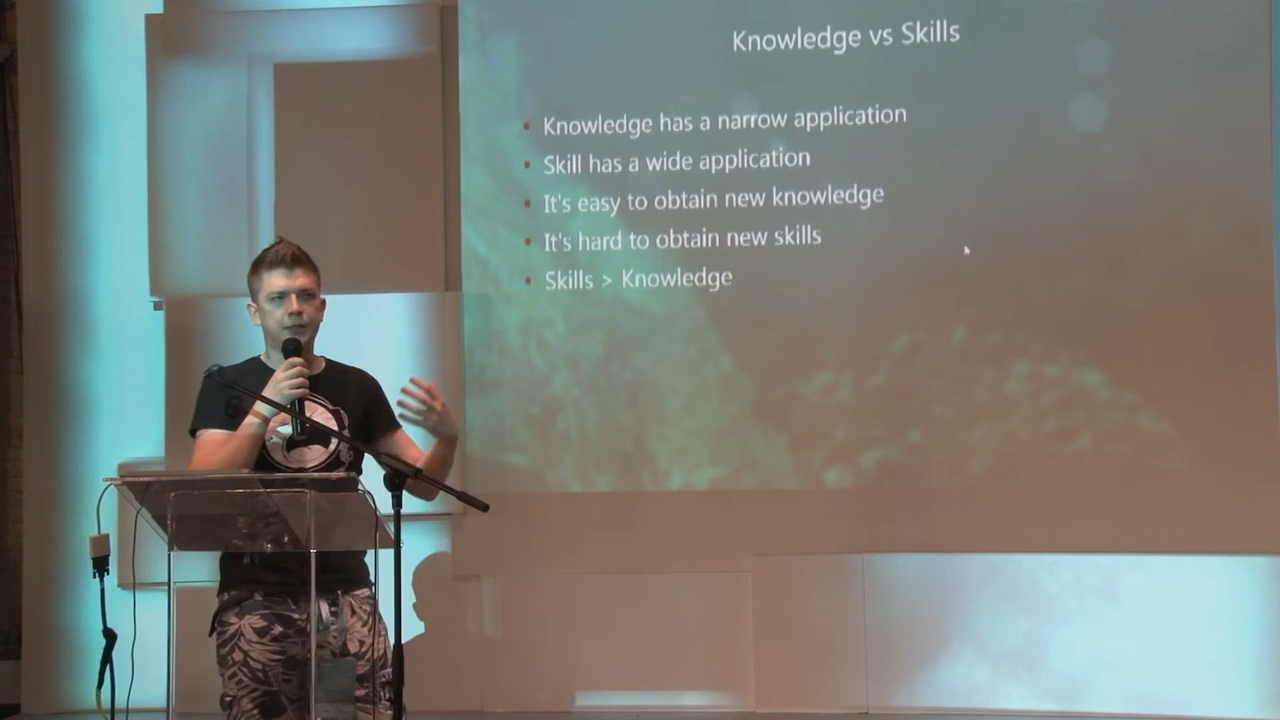 Knowledge vs Skills
• Knowledge has a narrow application
• Skill has a wide application
• It's easy to obtain new knowledge
• It's hard to obtain new skills
• Skills > Knowledge